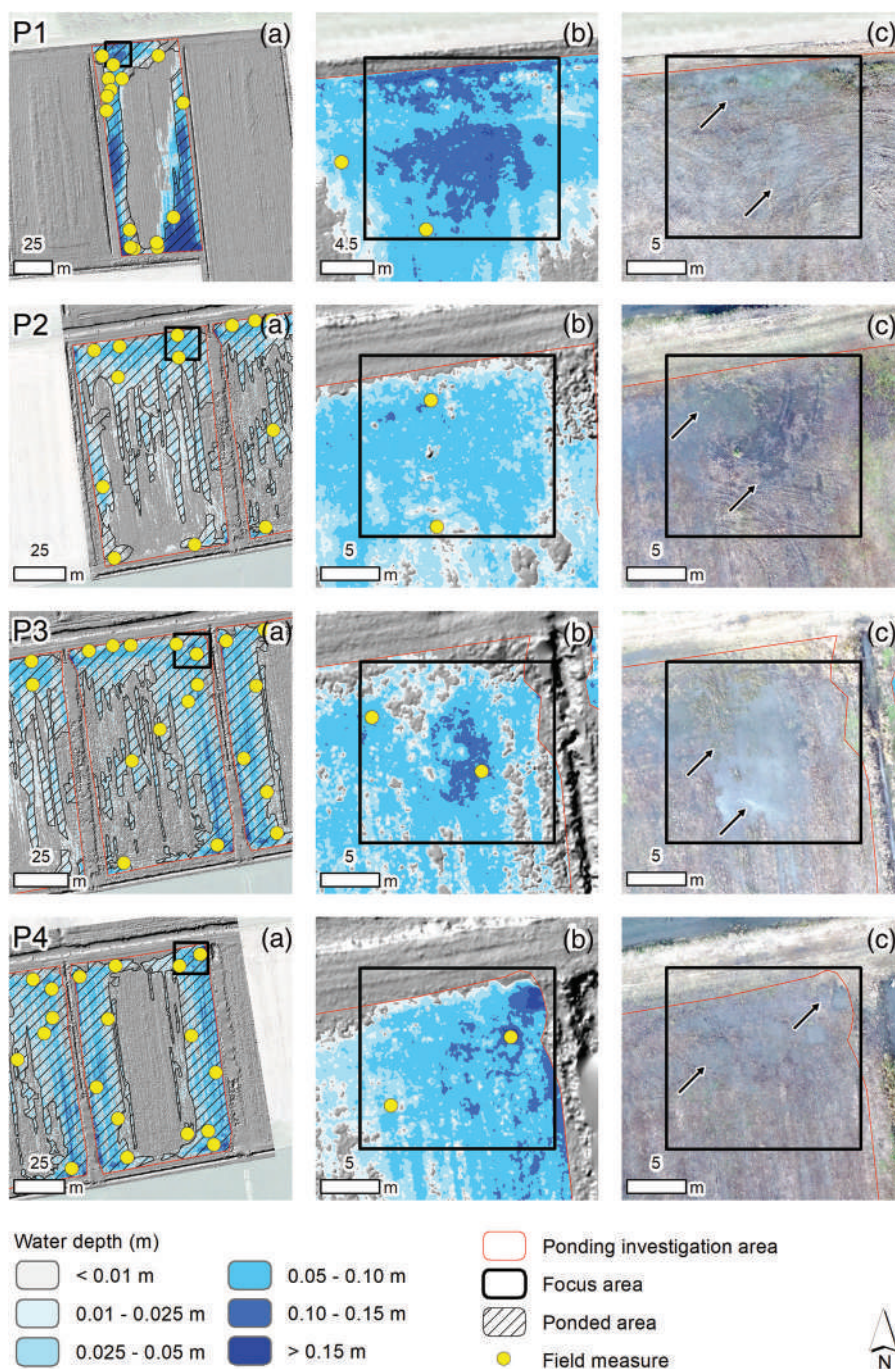 P1 (a) (b) (c)
25 m 4.5 m 5 m
P2 (a) (b) (c)
25 m 5 m 5 m
P3 (a) (b) (c)
25 m 5 m 5 m
P4 (a) (b) (c)
25 m 5 m 5 m
Water depth (m)
< 0.01 m
0.01 - 0.025 m
0.025 - 0.05 m
0.05 - 0.10 m
0.10 - 0.15 m
> 0.15 m
Ponding investigation area
Focus area
Ponded area
Field measure
N